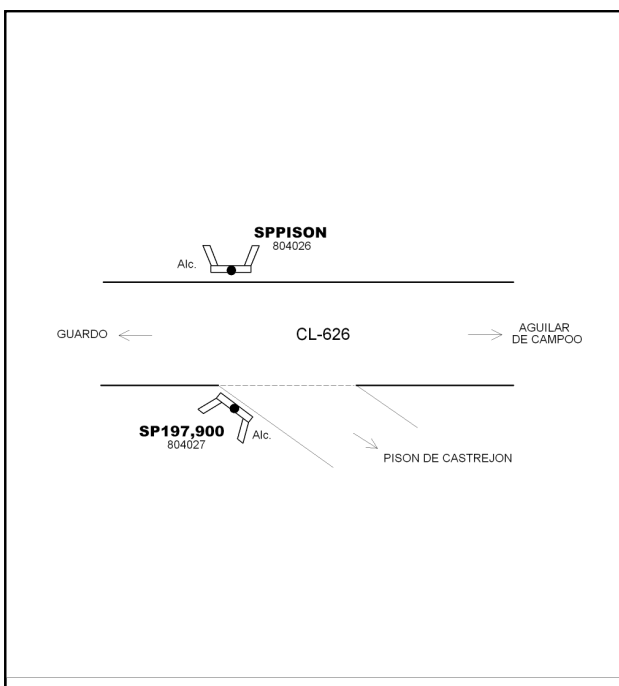 SPPISON
804026
Alc.
GUARDO
CL-626
AGUILAR
DE CAMPOO
SP197,900
804027
Alc.
PISON DE CASTREJON